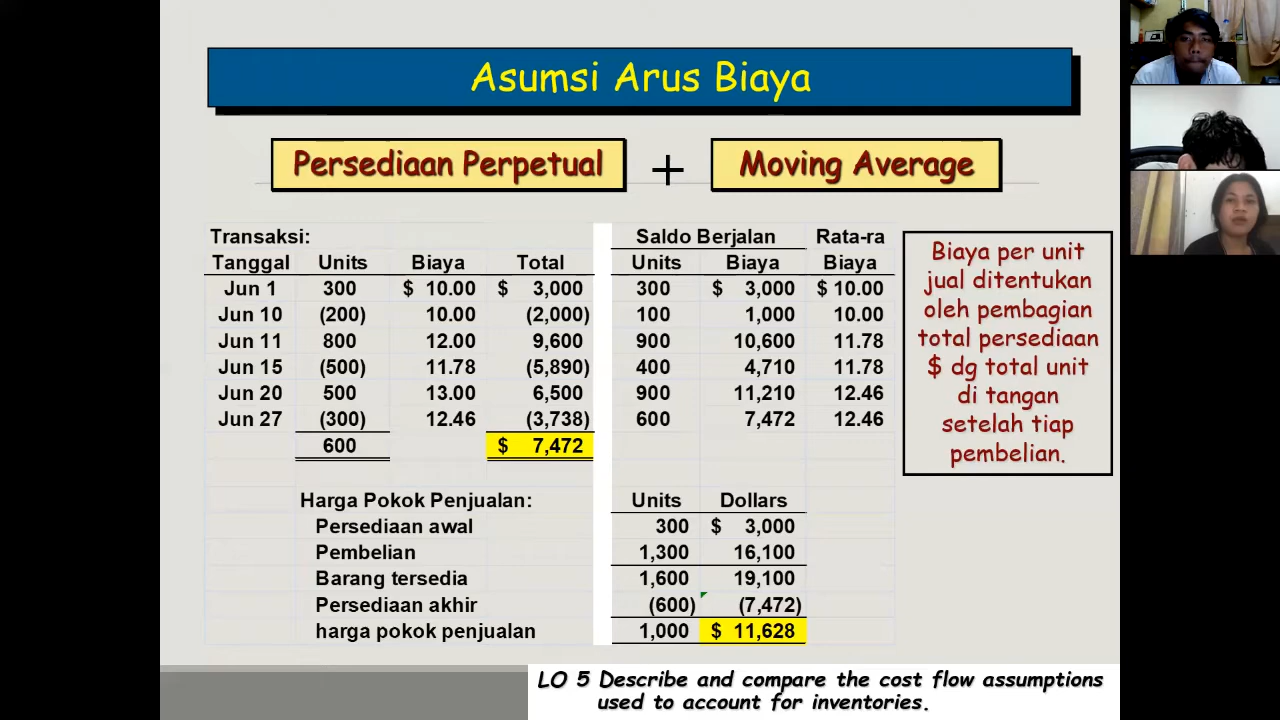 Asumsi Arus Biaya
Persediaan Perpetual + Moving Average
Transaksi: Saldo Berjalan Rata-ra
Tanggal Units Biaya Total Units Biaya Biaya
Jun 1 300 $ 10.00 $ 3,000 300 $ 3,000 $ 10.00
Jun 10 (200) 10.00 (2,000) 100 1,000 10.00
Jun 11 800 12.00 9,600 900 10,600 11.78
Jun 15 (500) 11.78 (5,890) 400 4,710 11.78
Jun 20 500 13.00 6,500 900 11,210 12.46
Jun 27 (300) 12.46 (3,738) 600 7,472 12.46
600 $ 7,472
Biaya per unit
jual ditentukan
oleh pembagian
total persediaan
$ dg total unit
di tangan
setelah tiap
pembelian.
Harga Pokok Penjualan: Units Dollars
Persediaan awal 300 $ 3,000
Pembelian 1,300 16,100
Barang tersedia 1,600 19,100
Persediaan akhir (600) (7,472)
harga pokok penjualan 1,000 $ 11,628
LO 5 Describe and compare the cost flow assumptions
used to account for inventories.